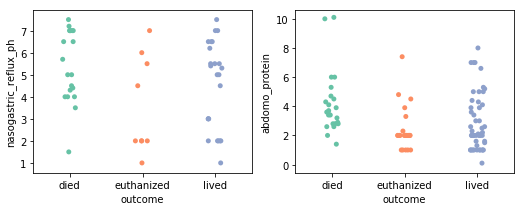 nasogastric_reflux_ph
7
6
5
4
3
2
1
died euthanized lived
outcome
abdomo_protein
10
8
6
4
2
0
died euthanized lived
outcome